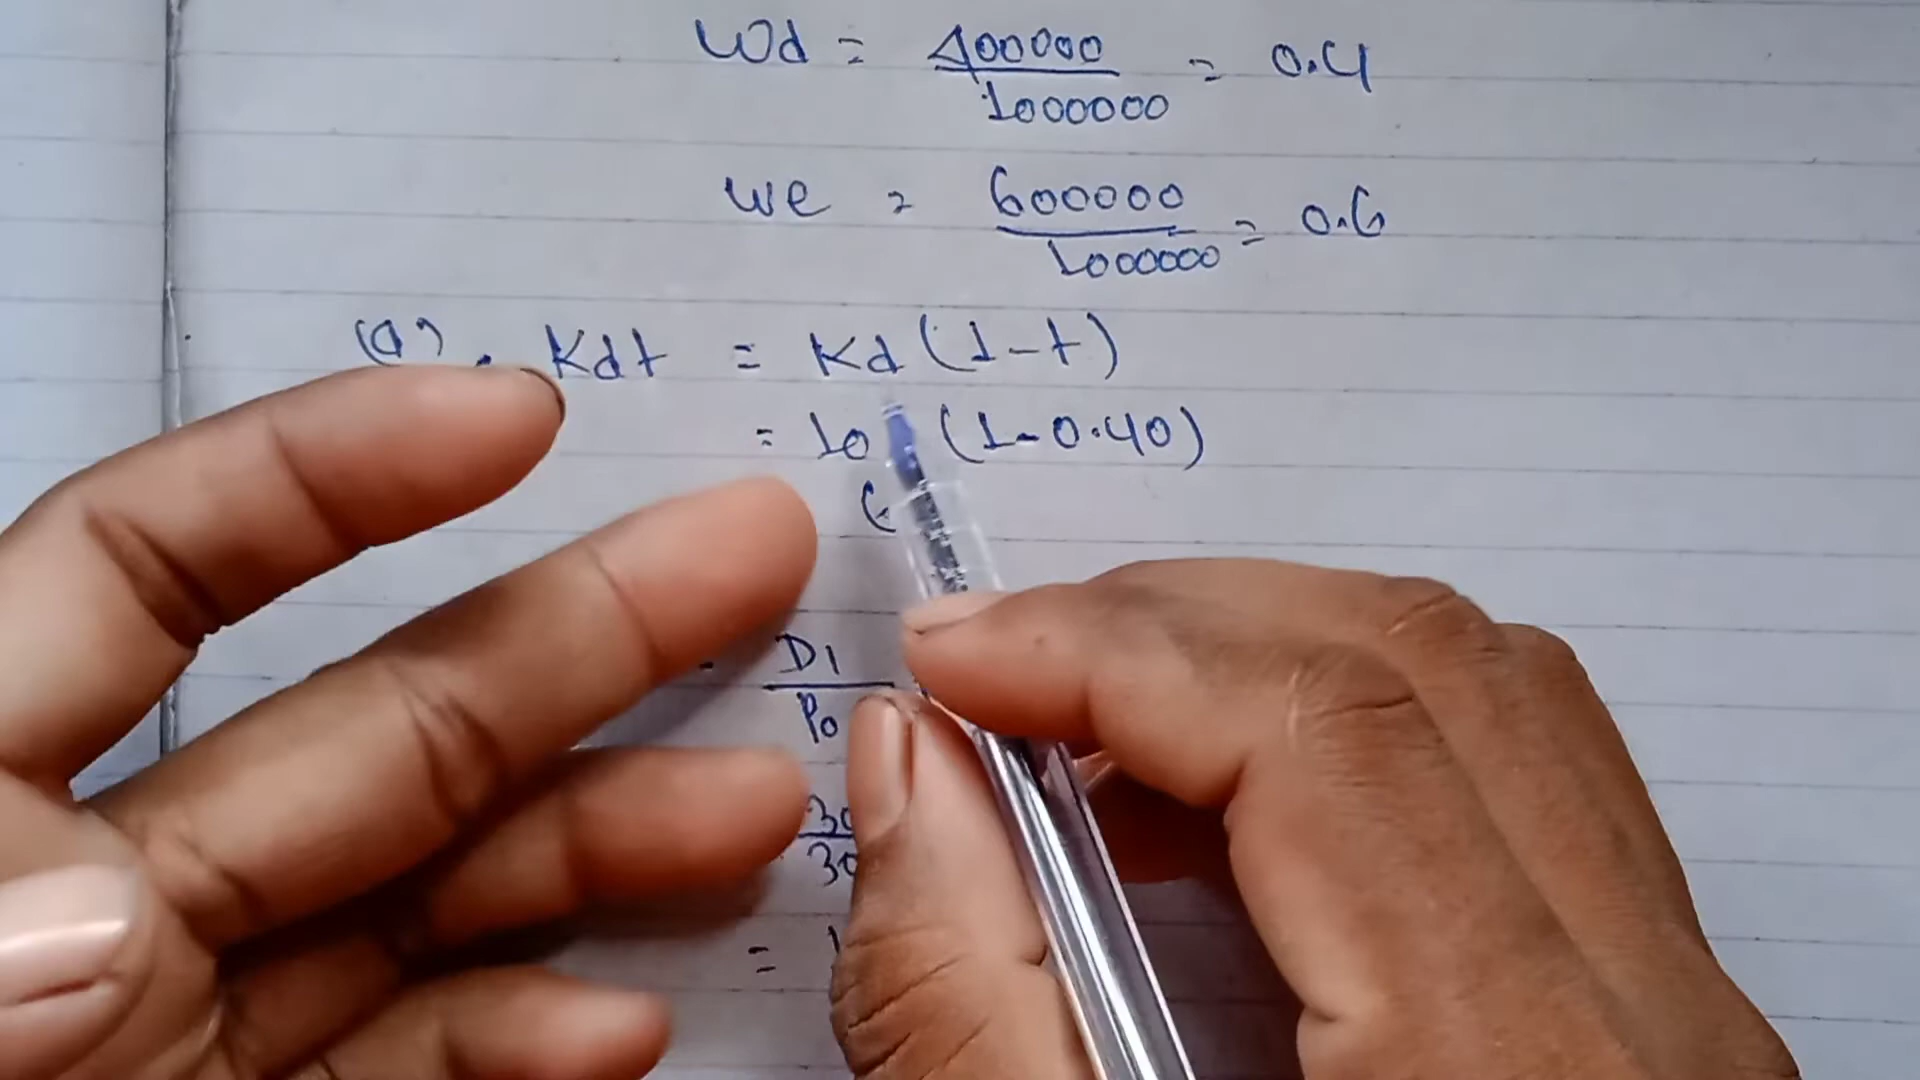 Wd = 400000 / 1000000 = 0.4
We = 600000 / 1000000 = 0.6
(a). Kdt = Kd (1-t)
= 10 (1-0.40)
D1 / P0
=